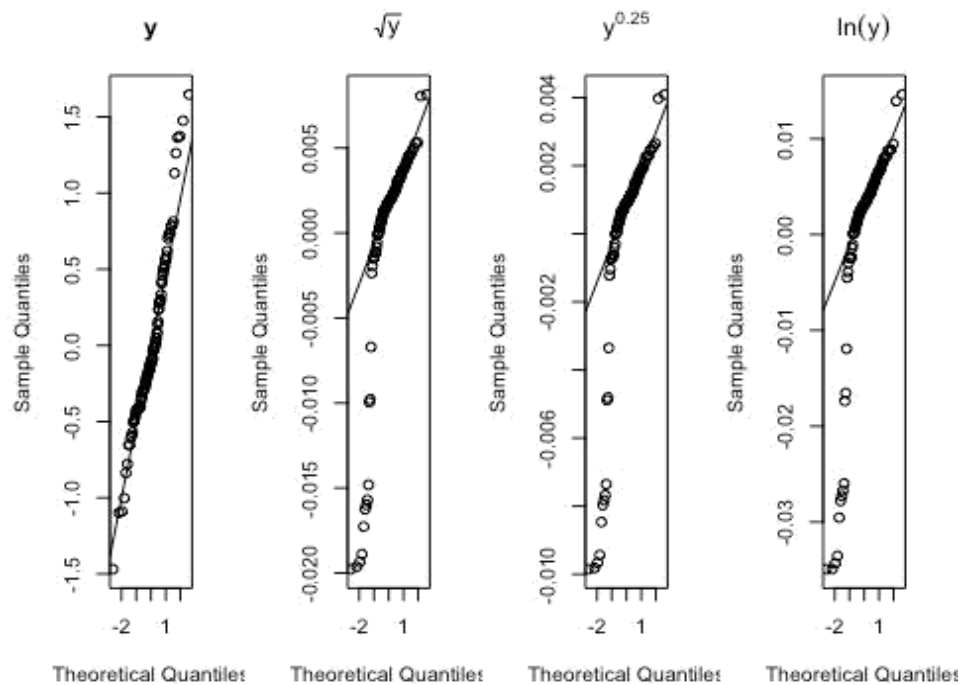 y
√y
y^0.25
ln(y)
Sample Quantiles
1.5
1.0
0.5
0.0
-0.5
-1.0
-1.5
-2 1
Theoretical Quantiles
Sample Quantiles
0.005
0.000
-0.005
-0.010
-0.015
-0.020
-2 1
Theoretical Quantiles
Sample Quantiles
0.004
0.002
-0.002
-0.006
-0.010
-2 1
Theoretical Quantiles
Sample Quantiles
0.01
0.00
-0.01
-0.02
-0.03
-2 1
Theoretical Quantiles